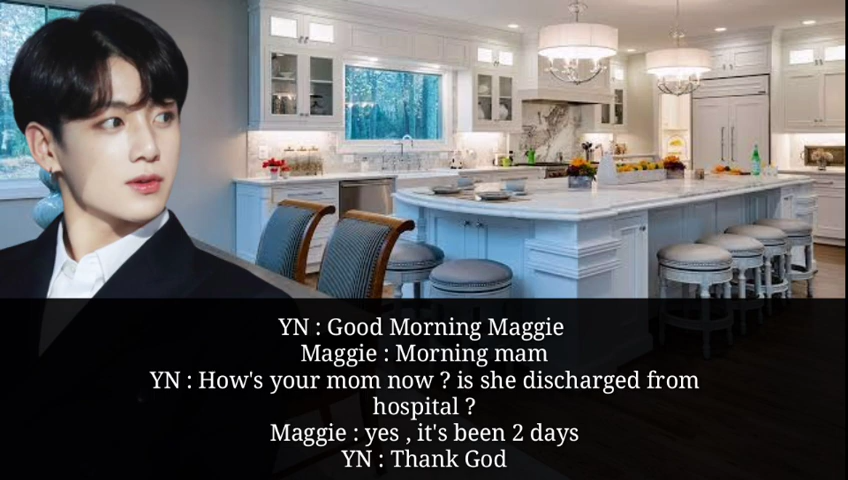 YN : Good Morning Maggie
Maggie : Morning mam
YN : How's your mom now ? is she discharged from
hospital ?
Maggie : yes , it's been 2 days
YN : Thank God